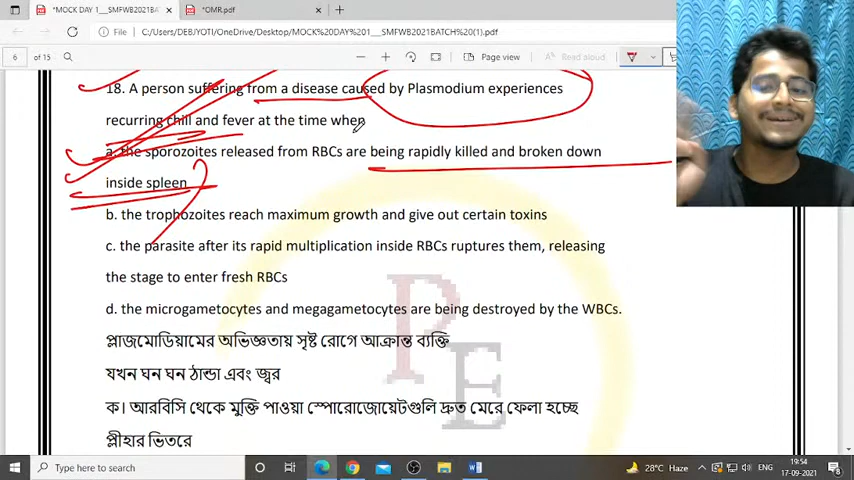 *MOCK DAY 1___SMFWB2021BATCH
*OMR.pdf
File
C:/Users/DEB/YOTI/OneDrive/Desktop/MOCK%20DAY%201___SMFWB2021BATCH%20(1).pdf
6 of 15
Page view
Read aloud
18. A person suffering from a disease caused by Plasmodium experiences
recurring chill and fever at the time when
a. the sporozoites released from RBCs are being rapidly killed and broken down
inside spleen
b. the trophozoites reach maximum growth and give out certain toxins
c. the parasite after its rapid multiplication inside RBCs ruptures them, releasing
the stage to enter fresh RBCs
d. the microgametocytes and megagametocytes are being destroyed by the WBCs.
প্লাজমোডিয়ামের অভিজ্ঞতায় সৃষ্ট রোগে আক্রান্ত ব্যক্তি
যখন ঘন ঘন ঠান্ডা এবং জ্বর
ক। আরবিসি থেকে মুক্তি পাওয়া স্পোরোজোয়েটগুলি দ্রুত মেরে ফেলা হচ্ছে
প্লীহার ভিতরে
PE
Type here to search
28°C Haze
ENG
19:54
17-09-2021